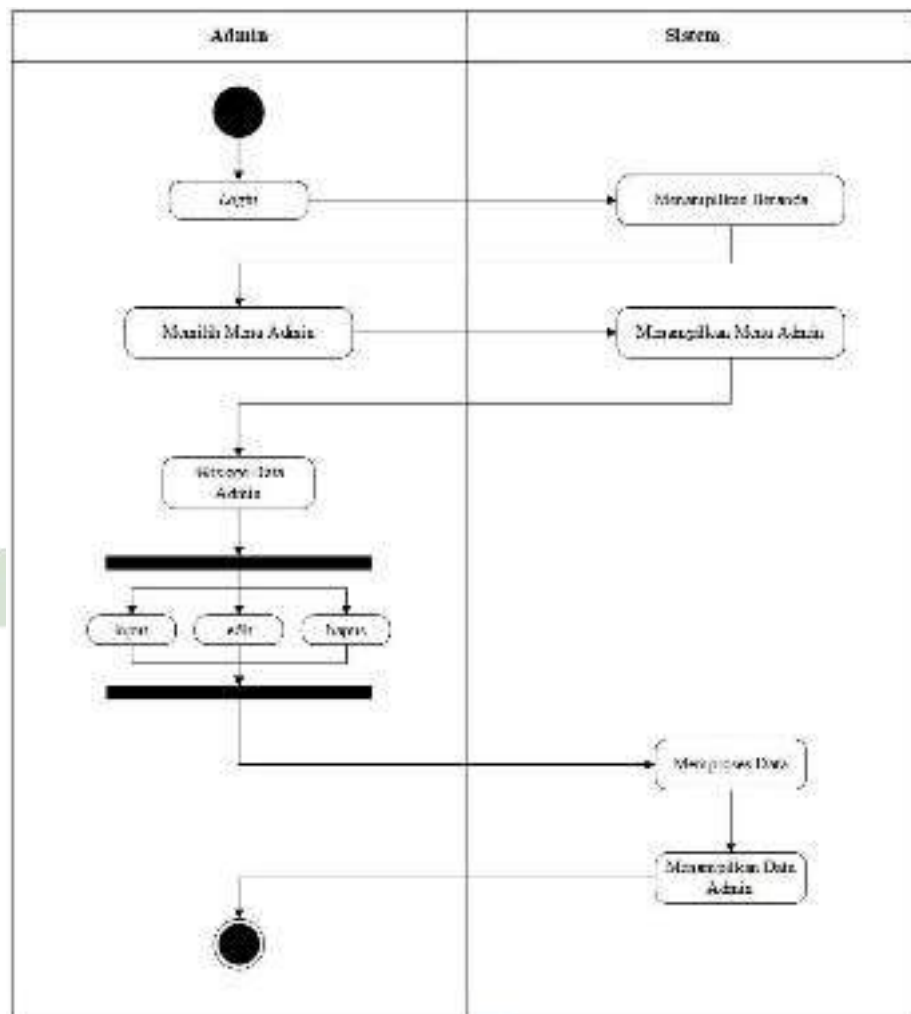 Admin
Sistem
Login
Menampilkan Beranda
Memilih Menu Admin
Menampilkan Menu Admin
Data
Admin
input
edit
hapus
Memproses Data
Menampilkan Data
Admin